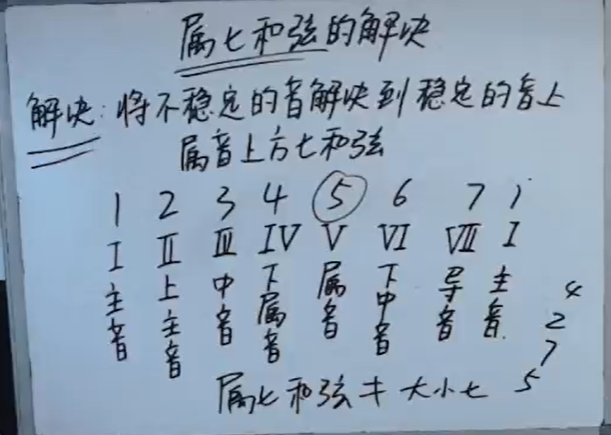 属七和弦的解决
解决：将不稳定的音解决到稳定的音上
属音上方七和弦
1 2 3 4 5 6 7 i
I II III IV V VI VII I
主音 上主音 中音 下属音 属音 下中音 导音 主音
4
2
7
5
属七和弦キ大小七